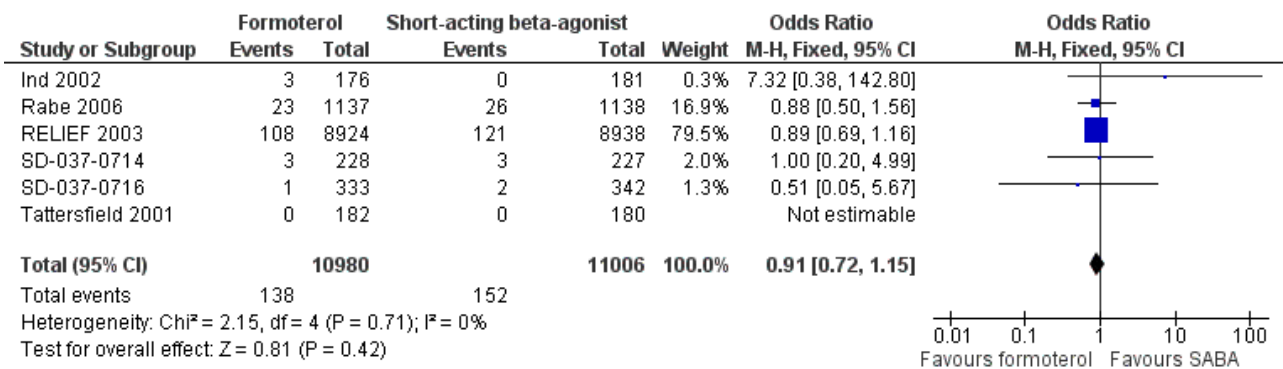 Formoterol Short-acting beta-agonist Odds Ratio Odds Ratio
Study or Subgroup Events Total Events Total Weight M-H, Fixed, 95% CI M-H, Fixed, 95% CI
Ind 2002 3 176 0 181 0.3% 7.32 [0.38, 142.80]
Rabe 2006 23 1137 26 1138 16.9% 0.88 [0.50, 1.56]
RELIEF 2003 108 8924 121 8938 79.5% 0.89 [0.69, 1.16]
SD-037-0714 3 228 3 227 2.0% 1.00 [0.20, 4.99]
SD-037-0716 1 333 2 342 1.3% 0.51 [0.05, 5.67]
Tattersfield 2001 0 182 0 180 Not estimable
Total (95% CI) 10980 11006 100.0% 0.91 [0.72, 1.15]
Total events 138 152
Heterogeneity: Chi² = 2.15, df = 4 (P = 0.71); I² = 0%
Test for overall effect: Z = 0.81 (P = 0.42)
0.01 0.1 1 10 100
Favours formoterol Favours SABA